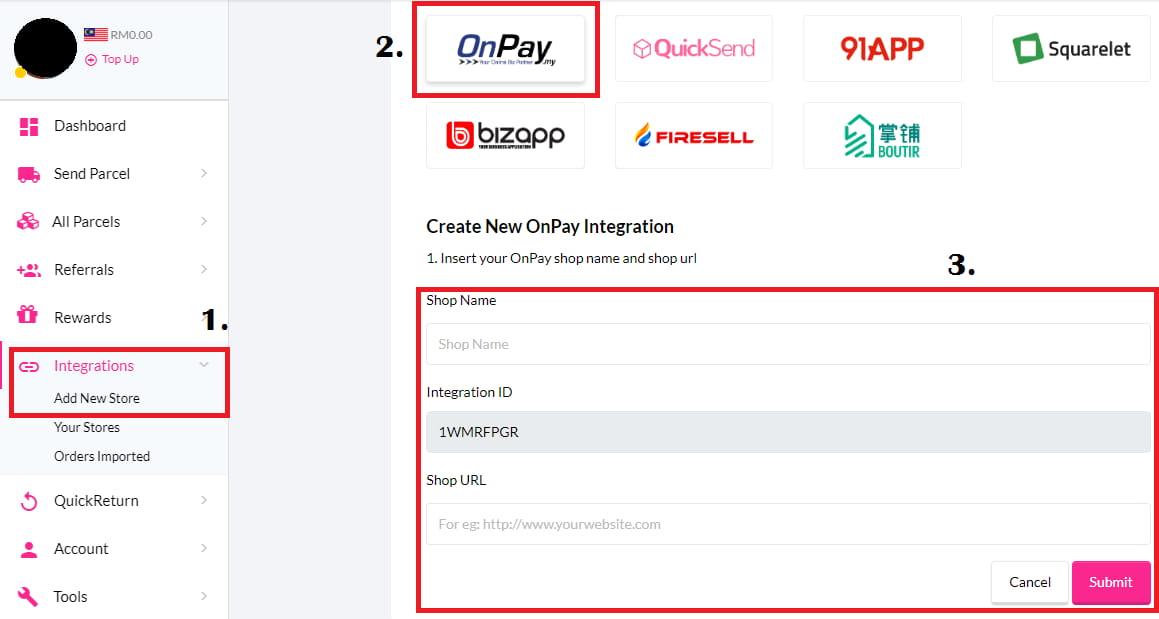 RM0.00
Top Up
Dashboard
Send Parcel
All Parcels
Referrals
Rewards
1.
Integrations
Add New Store
Your Stores
Orders Imported
QuickReturn
Account
Tools
2.
OnPay.my
Your Online Biz Partner
QuickSend
91APP
Squarelet
bizapp
YOUR BUSINESS APPLICATION
FIRESELL
掌铺
BOUTIR
Create New OnPay Integration
1. Insert your OnPay shop name and shop url
3.
Shop Name
Shop Name
Integration ID
1WMRFPGR
Shop URL
For eg: http://www.yourwebsite.com
Cancel
Submit